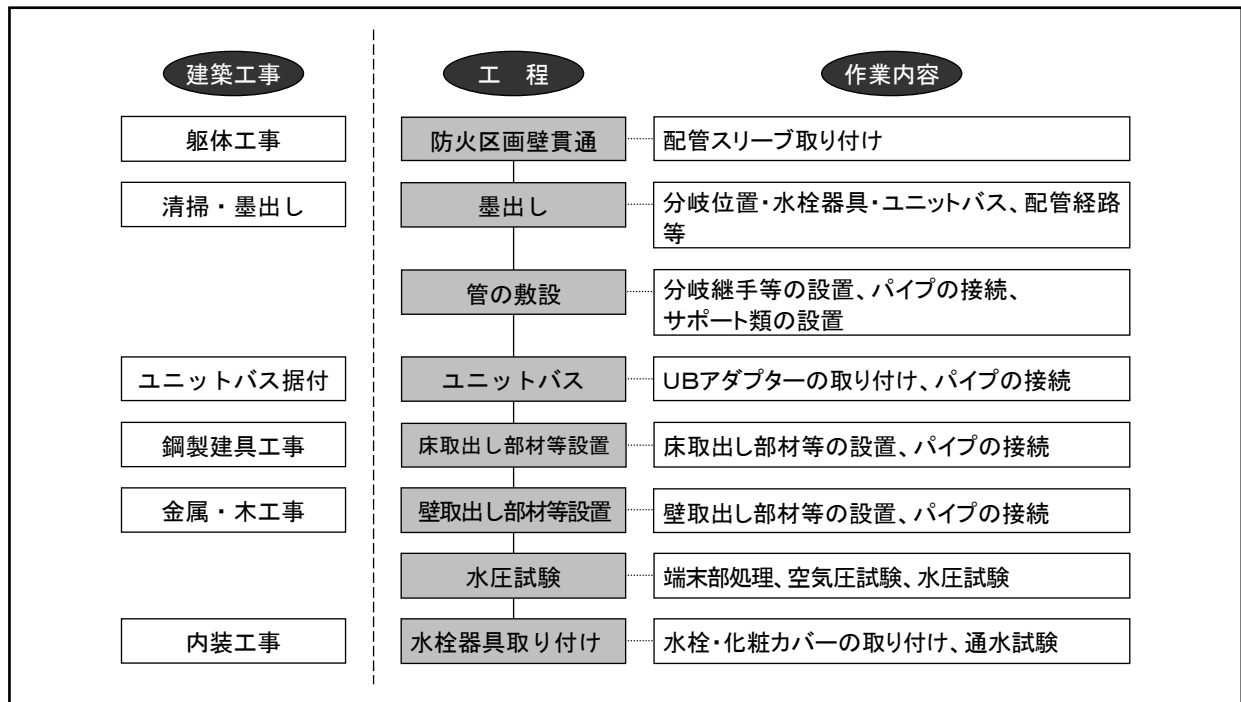 建築工事
工　程
作業内容
躯体工事
防火区画壁貫通
配管スリーブ取り付け
清掃・墨出し
墨出し
分岐位置・水栓器具・ユニットバス、配管経路
等
管の敷設
分岐継手等の設置、パイプの接続、
サポート類の設置
ユニットバス据付
ユニットバス
UBアダプターの取り付け、パイプの接続
鋼製建具工事
床取出し部材等設置
床取出し部材等の設置、パイプの接続
金属・木工事
壁取出し部材等設置
壁取出し部材等の設置、パイプの接続
水圧試験
端末部処理、空気圧試験、水圧試験
内装工事
水栓器具取り付け
水栓・化粧カバーの取り付け、通水試験